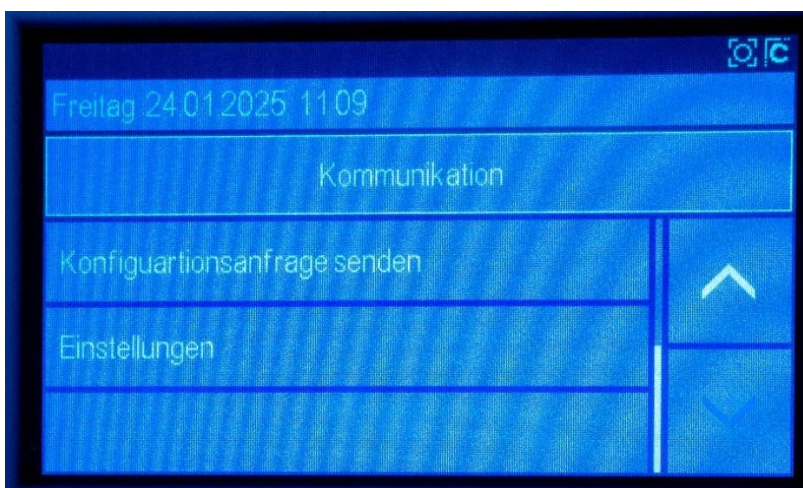 C
Freitag 24.01.2025 11:09
Kommunikation
Konfiguartionsanfrage senden
Einstellungen